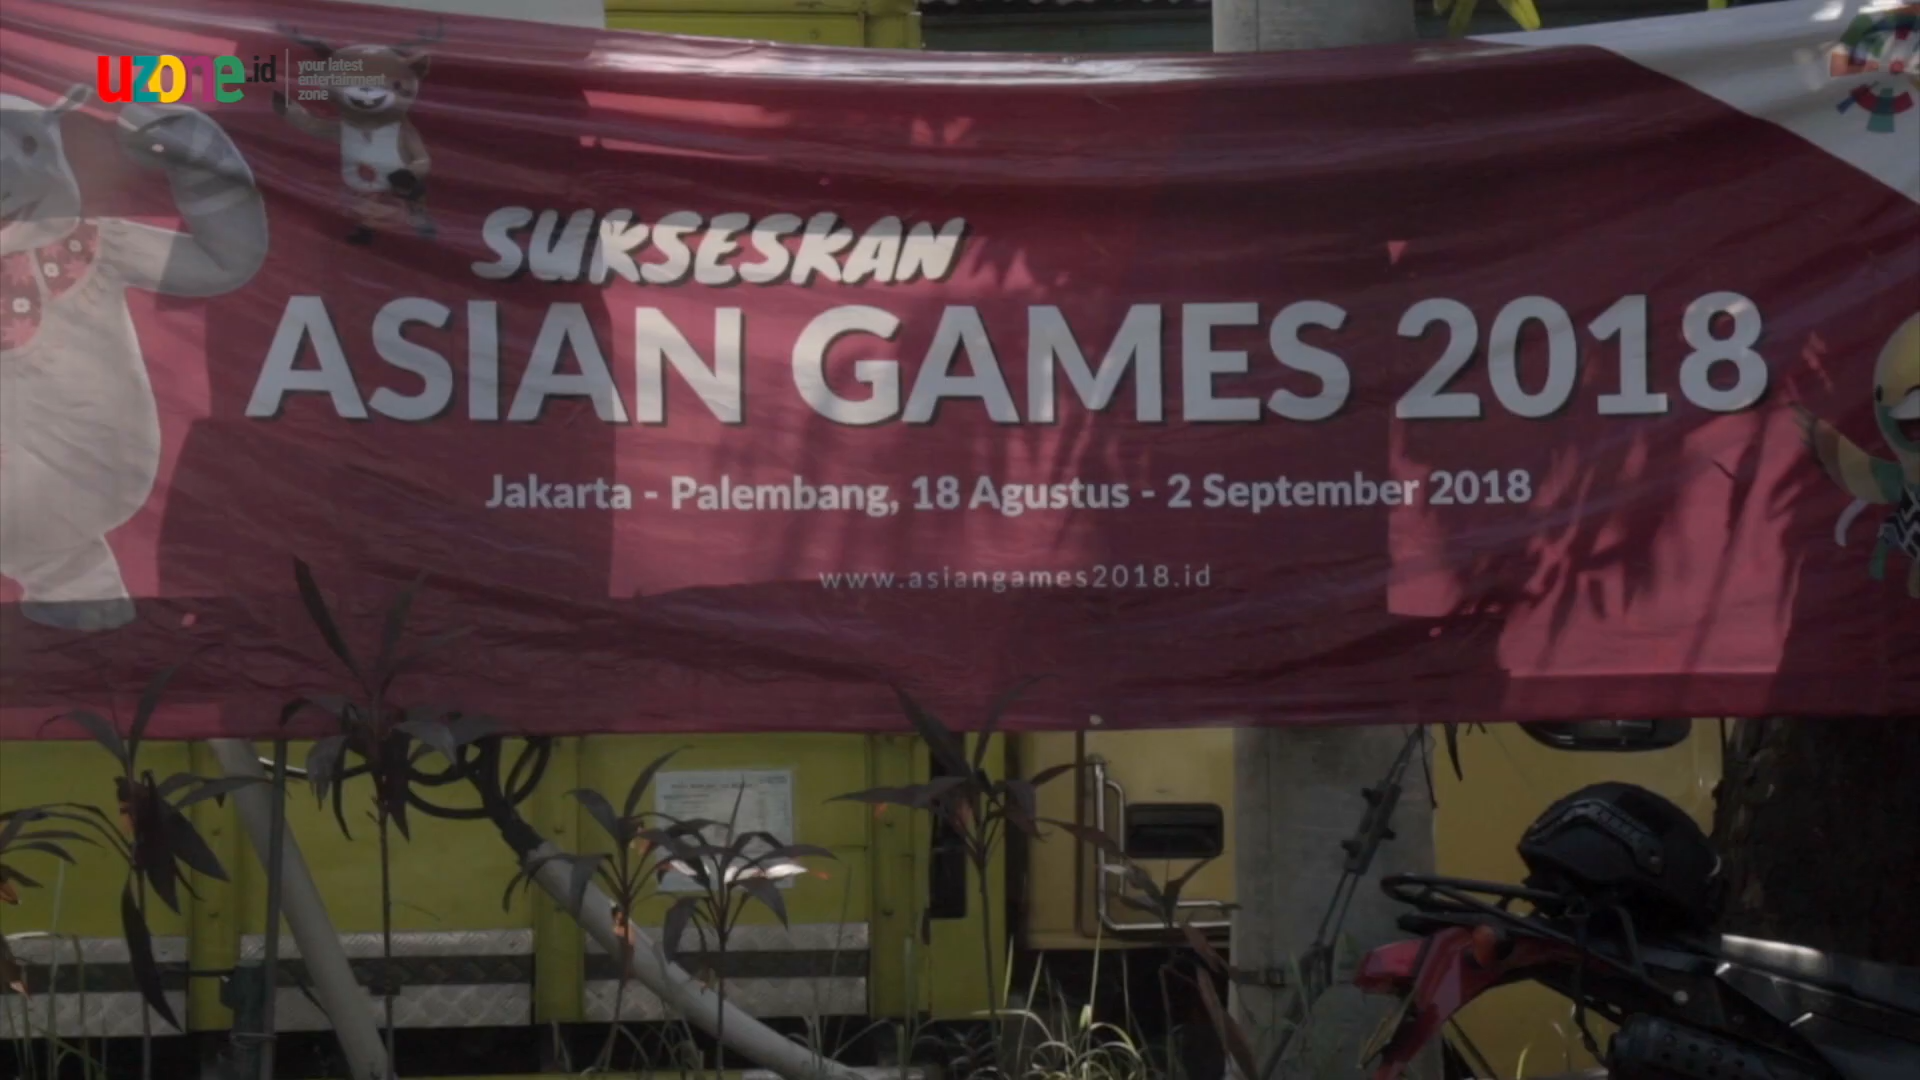 uzone.id
your latest
entertainment
zone
SUKSESKAN
ASIAN GAMES 2018
Jakarta - Palembang, 18 Agustus - 2 September 2018
www.asiangames2018.id